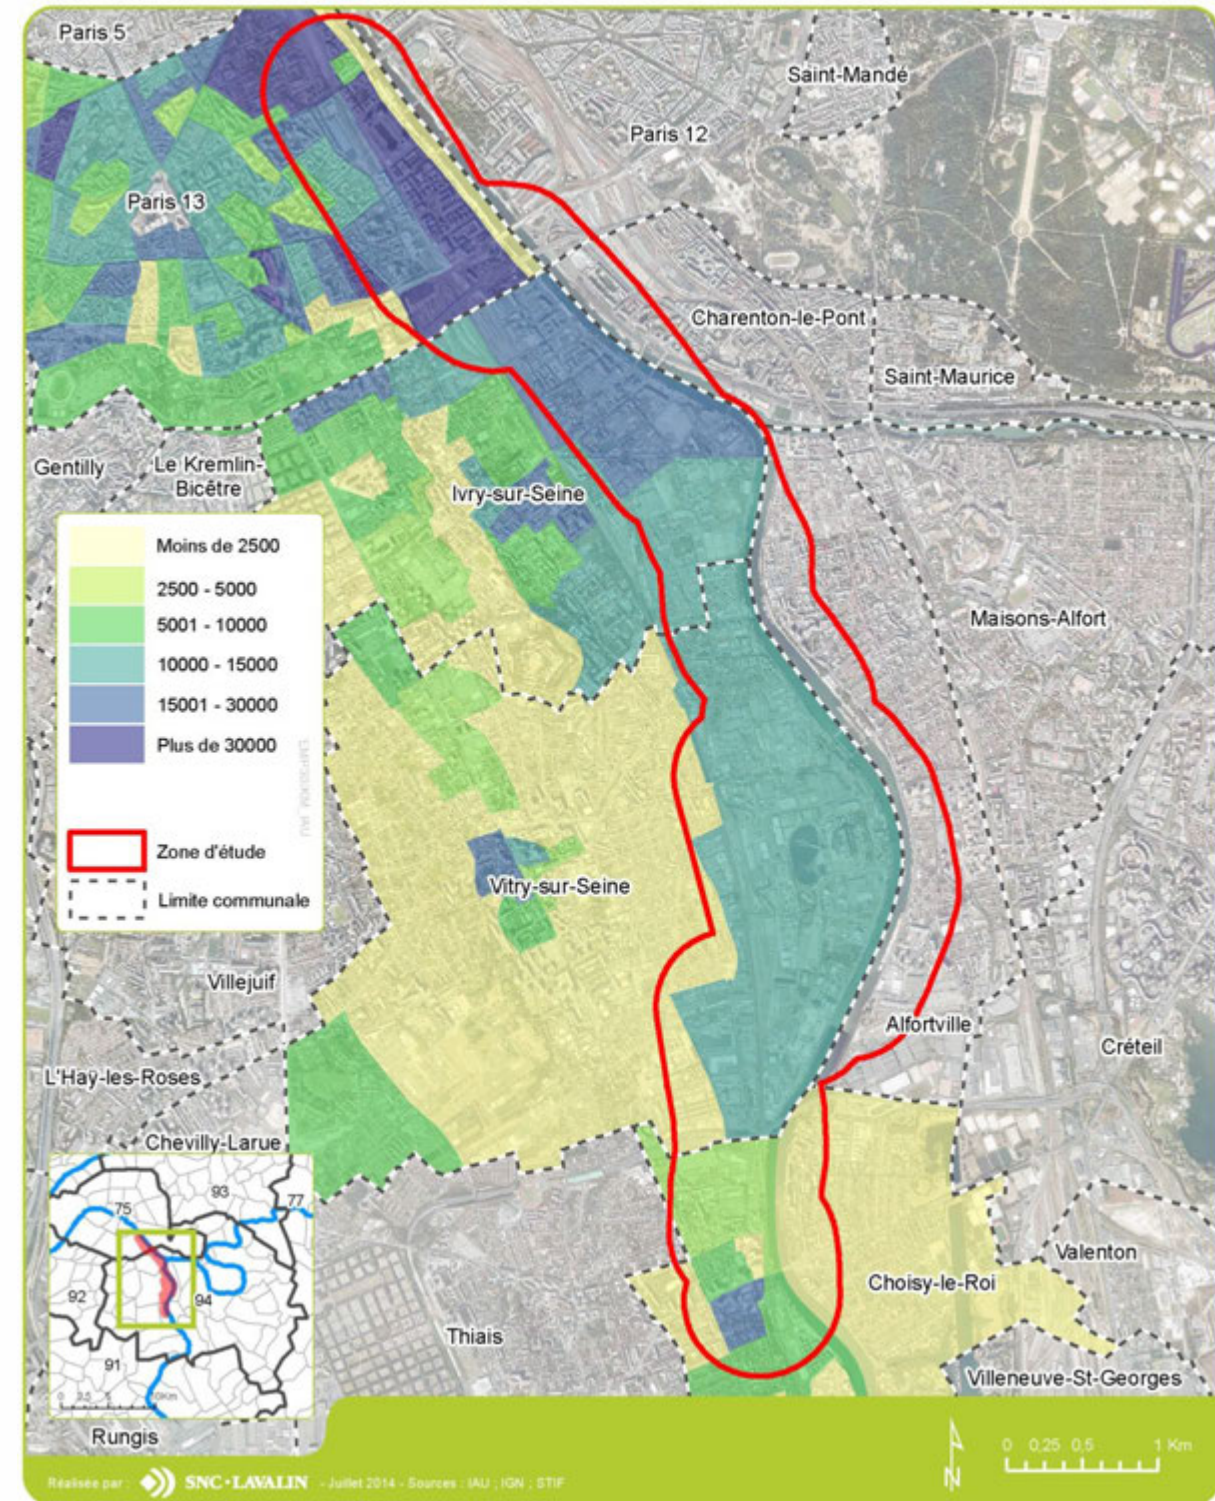 Paris 5
Saint-Mandé
Paris 12
Paris 13
Charenton-le-Pont
Saint-Maurice
Gentilly
Le Kremlin-
Bicêtre
Ivry-sur-Seine
Moins de 2500
2500 - 5000
5001 - 10000
10000 - 15000
15001 - 30000
Plus de 30000
Zone d'étude
Limite communale
Maisons-Alfort
Vitry-sur-Seine
Villejuif
Alfortville
Créteil
L'Haÿ-les-Roses
Chevilly-Larue
93
77
75
92
94
91
Valenton
Choisy-le-Roi
Thiais
Villeneuve-St-Georges
Rungis
N
0 0,25 0,5 1 Km
Réalisée par : SNC•LAVALIN - Juillet 2014 - Sources : IAU ; IGN ; STIF